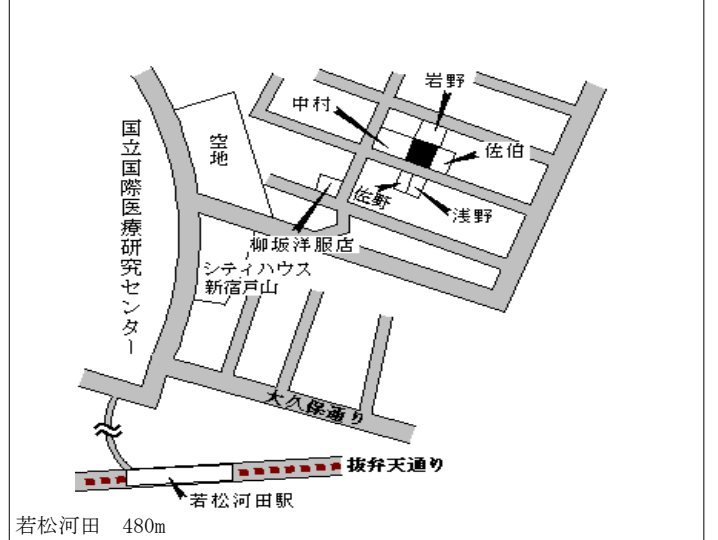 岩野
中村
佐伯
空地
国立国際医療研究センター
佐野
浅野
柳坂洋服店
シティハウス
新宿戸山
大久保通り
抜弁天通り
若松河田駅
若松河田　480m